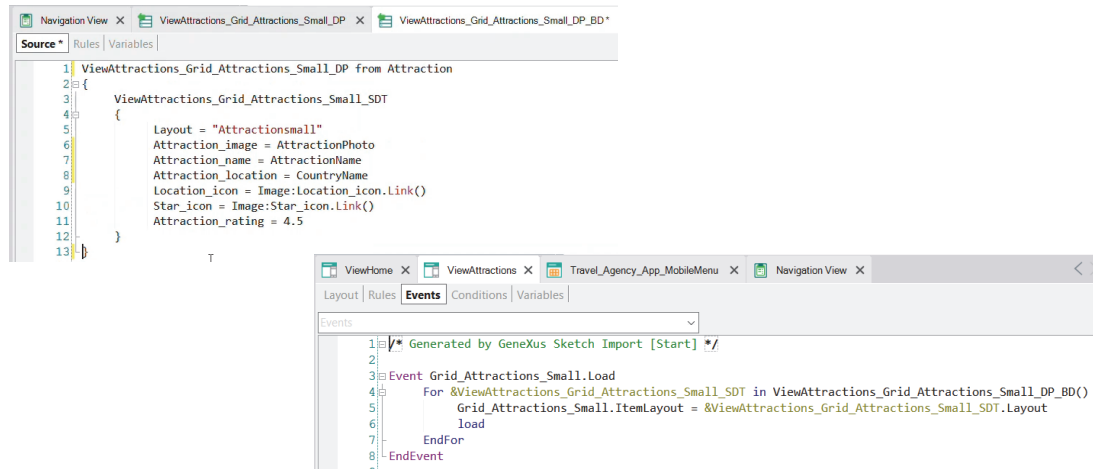 Navigation View X ViewAttractions_Grid_Attractions_Small_DP X ViewAttractions_Grid_Attractions_Small_DP_BD*
Source * Rules Variables
1 ViewAttractions_Grid_Attractions_Small_DP from Attraction
2 {
3 ViewAttractions_Grid_Attractions_Small_SDT
4 {
5 Layout = "Attractionsmall"
6 Attraction_image = AttractionPhoto
7 Attraction_name = AttractionName
8 Attraction_location = CountryName
9 Location_icon = Image:Location_icon.Link()
10 Star_icon = Image:Star_icon.Link()
11 Attraction_rating = 4.5
12 }
13 }
ViewHome X ViewAttractions X Travel_Agency_App_MobileMenu X Navigation View X
Layout Rules Events Conditions Variables
Events
1 /* Generated by GeneXus Sketch Import [Start] */
2
3 Event Grid_Attractions_Small.Load
4 For &ViewAttractions_Grid_Attractions_Small_SDT in ViewAttractions_Grid_Attractions_Small_DP_BD()
5 Grid_Attractions_Small.ItemLayout = &ViewAttractions_Grid_Attractions_Small_SDT.Layout
6 load
7 EndFor
8 EndEvent